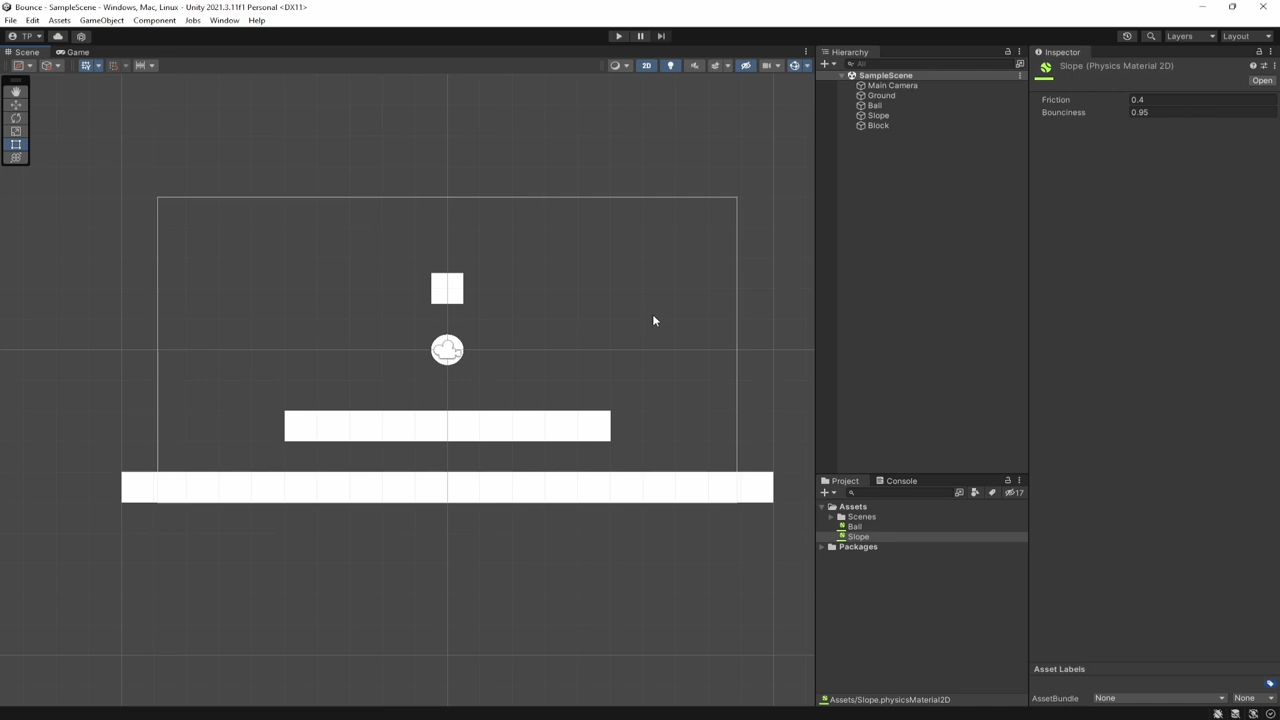 Bounce - SampleScene - Windows, Mac, Linux - Unity 2021.3.11f1 Personal <DX11>
File Edit Assets GameObject Component Jobs Window Help
TP Layers Layout
Scene Game
2D
Hierarchy
All
SampleScene
Main Camera
Ground
Ball
Slope
Block
Inspector
Slope (Physics Material 2D)
Open
Friction 0.4
Bounciness 0.95
Project Console
17
Assets
Scenes
Ball
Slope
Packages
Assets/Slope.physicsMaterial2D
Asset Labels
AssetBundle None None